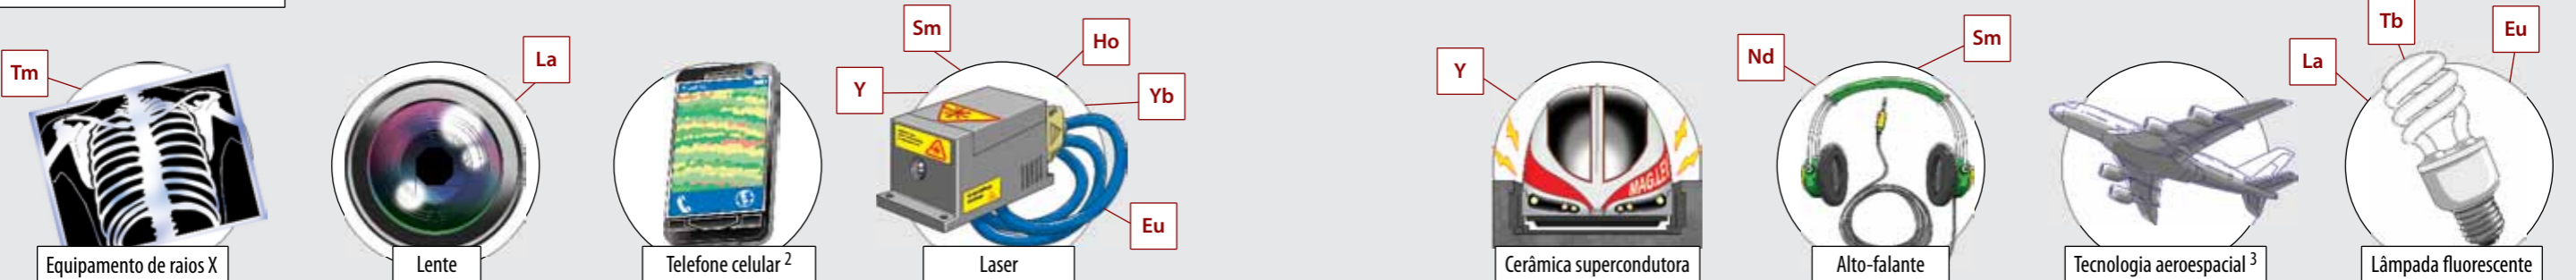 Tm
Equipamento de raios X
La
Lente
Telefone celular 2
Sm
Ho
Y
Yb
Eu
Laser
Y
MAGLEV
Cerâmica supercondutora
Nd
Sm
Alto-falante
Tecnologia aeroespacial 3
Tb
Eu
La
Lâmpada fluorescente